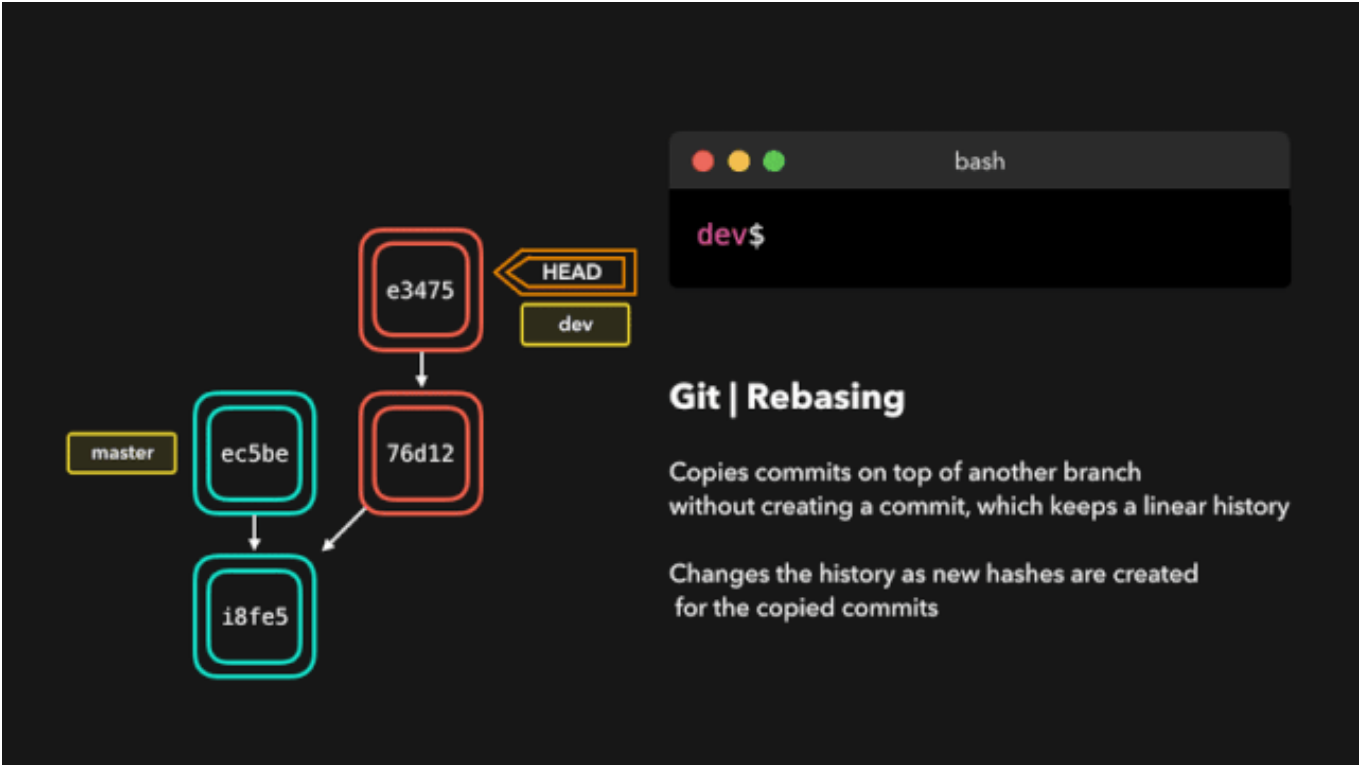 bash
dev$
e3475
HEAD
dev
master
ec5be
76d12
i8fe5
Git | Rebasing
Copies commits on top of another branch
without creating a commit, which keeps a linear history
Changes the history as new hashes are created
for the copied commits